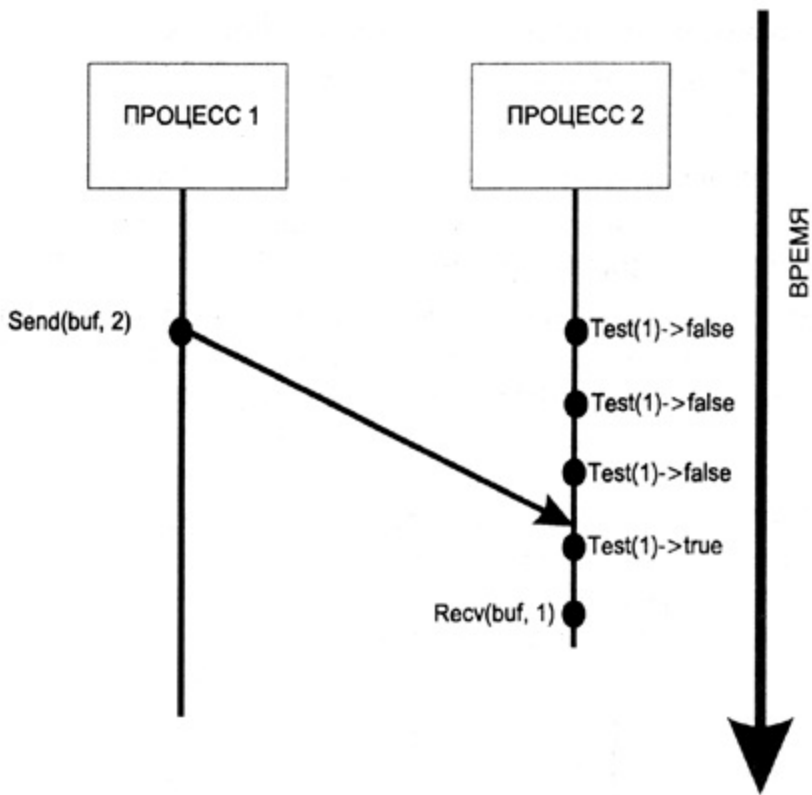 ПРОЦЕСС 1
ПРОЦЕСС 2
ВРЕМЯ
Send(buf, 2)
Test(1)->false
Test(1)->false
Test(1)->false
Test(1)->true
Recv(buf, 1)